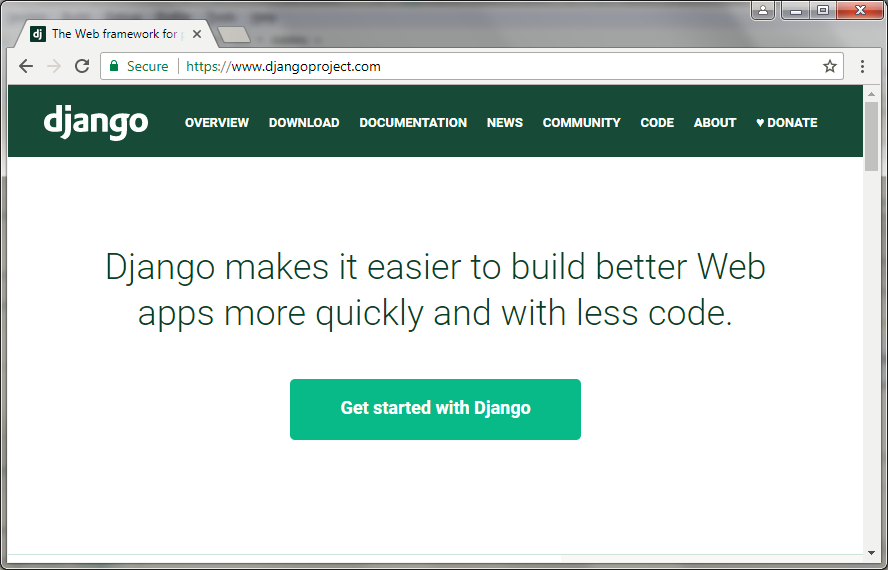 dj The Web framework for p
Secure https://www.djangoproject.com
django OVERVIEW DOWNLOAD DOCUMENTATION NEWS COMMUNITY CODE ABOUT ♥ DONATE
Django makes it easier to build better Web
apps more quickly and with less code.
Get started with Django